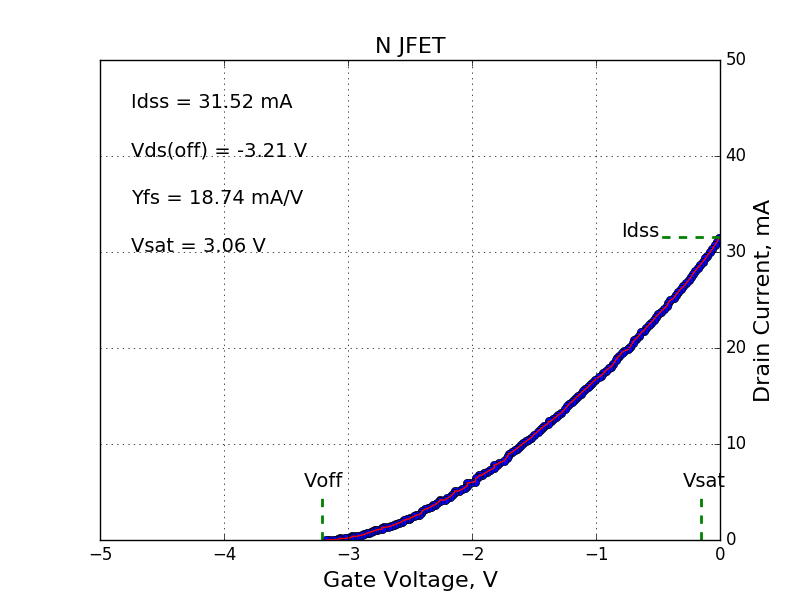 N JFET
Idss = 31.52 mA
Vds(off) = -3.21 V
Yfs = 18.74 mA/V
Vsat = 3.06 V
Idss
Voff
Vsat
50
40
30
20
10
0
−5 −4 −3 −2 −1 0
Gate Voltage, V
Drain Current, mA